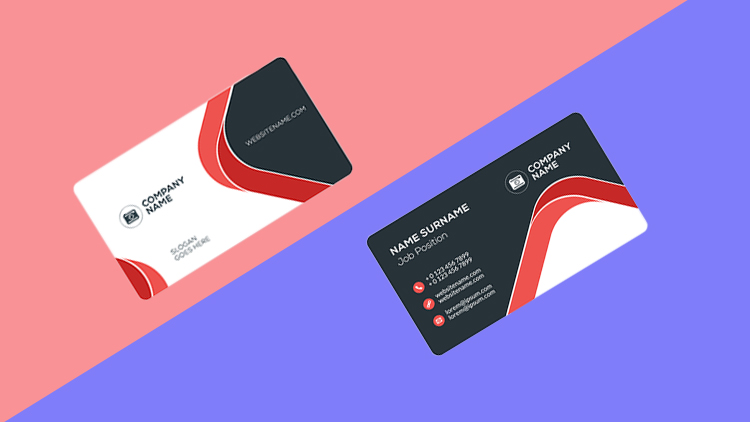 WEBSITENAME.COM
COMPANY
NAME
SLOGAN
GOES HERE
COMPANY
NAME
NAME SURNAME
Job Position
+ 0 123 456 7899
+ 0 123 456 7899
websitename.com
websitename.com
lorem@ipsum.com
lorem@ipsum.com